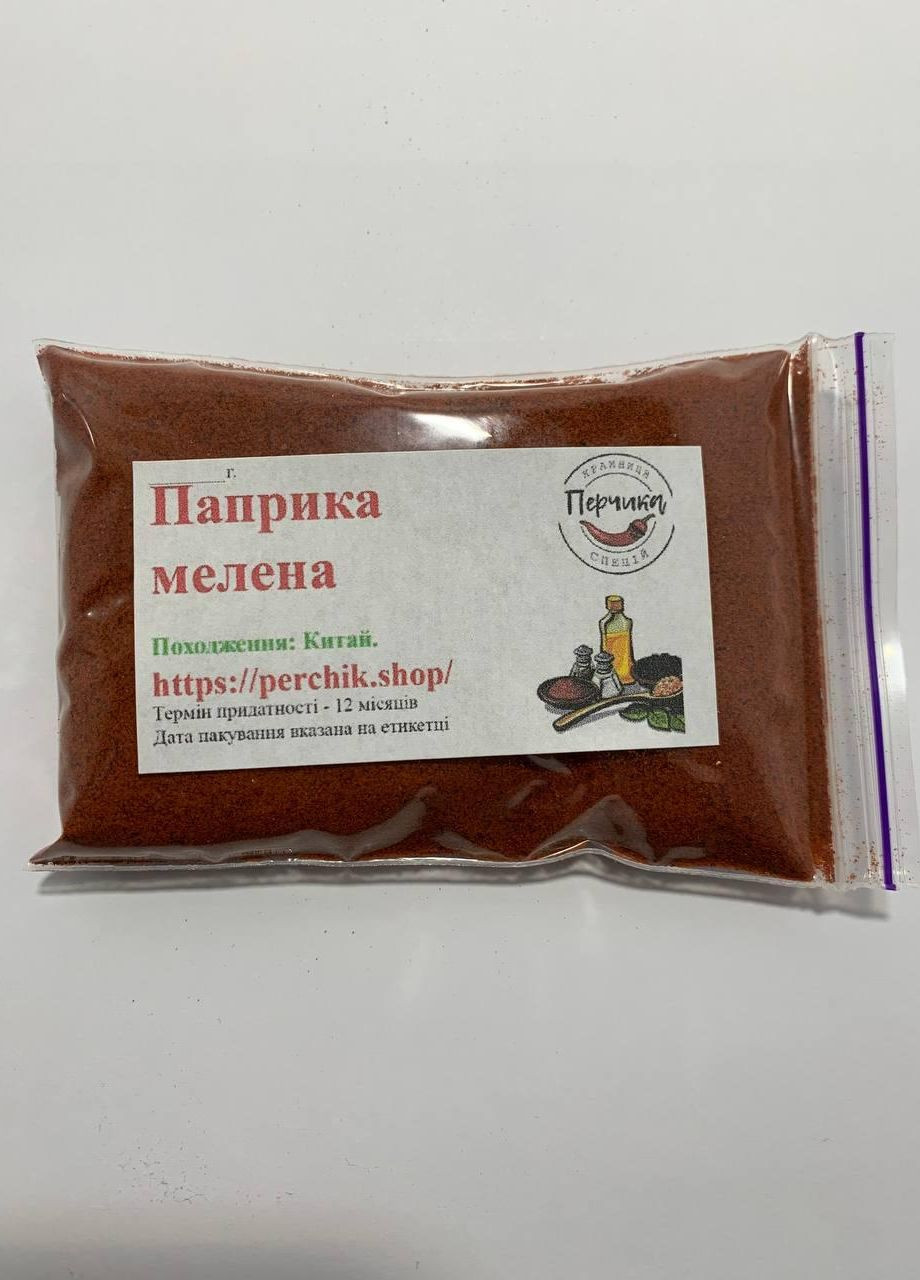 ________г.
Паприка
мелена
Походження: Китай.
https://perchik.shop/
Термін придатності - 12 місяців
Дата пакування вказана на етикетці
КРАМНИЦЯ
Перчика
СПЕЦІЙ